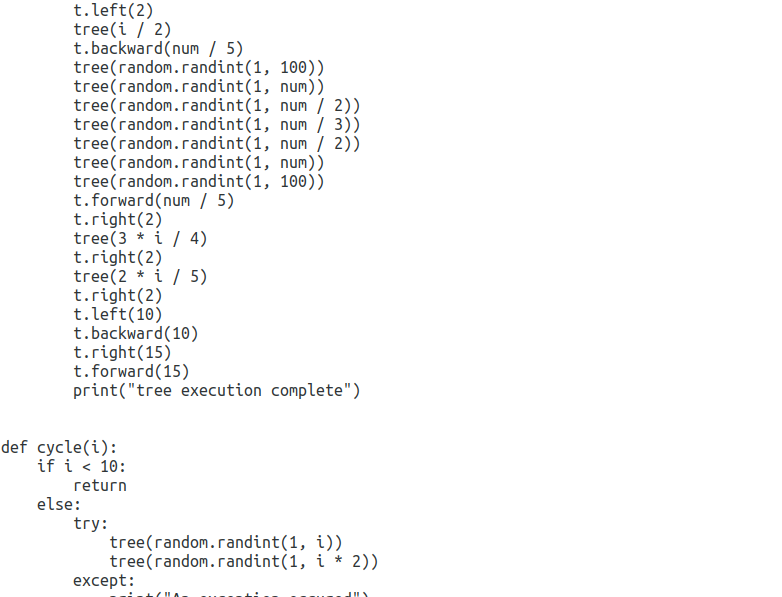 t.left(2)
        tree(i / 2)
        t.backward(num / 5)
        tree(random.randint(1, 100))
        tree(random.randint(1, num))
        tree(random.randint(1, num / 2))
        tree(random.randint(1, num / 3))
        tree(random.randint(1, num / 2))
        tree(random.randint(1, num))
        tree(random.randint(1, 100))
        t.forward(num / 5)
        t.right(2)
        tree(3 * i / 4)
        t.right(2)
        tree(2 * i / 5)
        t.right(2)
        t.left(10)
        t.backward(10)
        t.right(15)
        t.forward(15)
        print("tree execution complete")


def cycle(i):
    if i < 10:
        return
    else:
        try:
            tree(random.randint(1, i))
            tree(random.randint(1, i * 2))
        except:
            print("An exception occured")